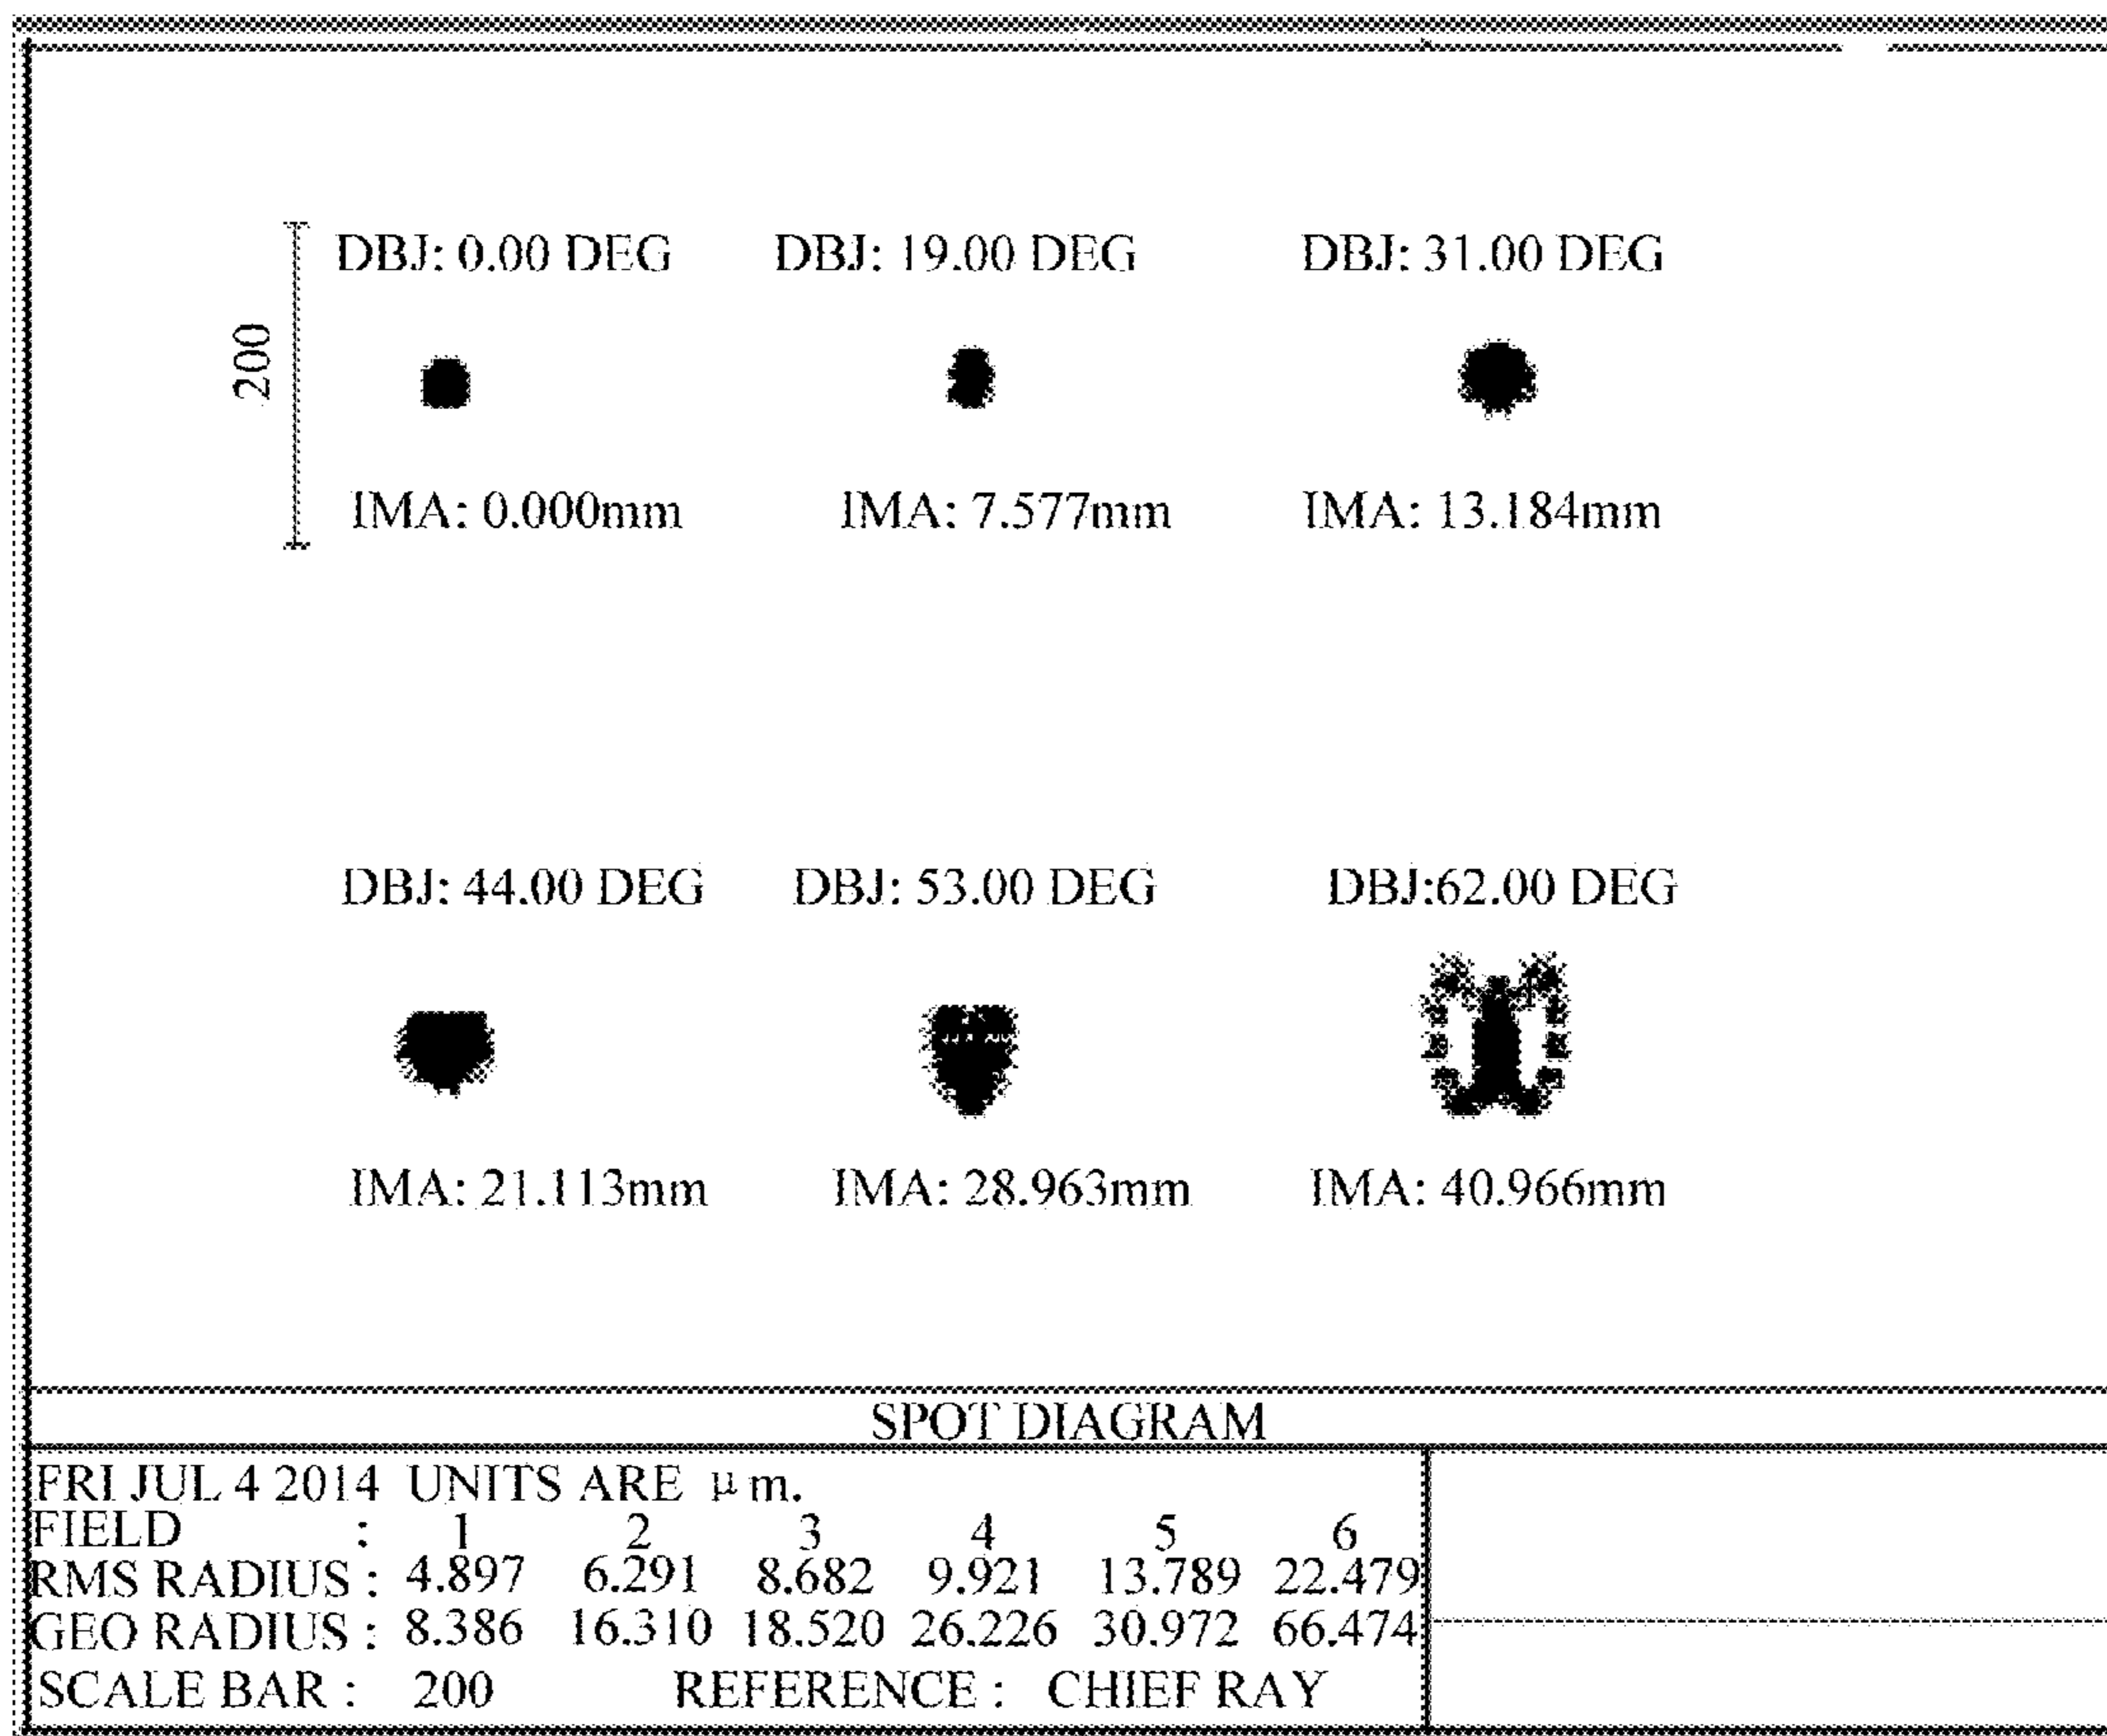 DBJ: 0.00 DEG DBJ: 19.00 DEG DBJ: 31.00 DEG
200
IMA: 0.000mm IMA: 7.577mm IMA: 13.184mm
DBJ: 44.00 DEG DBJ: 53.00 DEG DBJ:62.00 DEG
IMA: 21.113mm IMA: 28.963mm IMA: 40.966mm
SPOT DIAGRAM
FRI JUL 4 2014 UNITS ARE μm.
FIELD : 1 2 3 4 5 6
RMS RADIUS : 4.897 6.291 8.682 9.921 13.789 22.479
GEO RADIUS : 8.386 16.310 18.520 26.226 30.972 66.474
SCALE BAR : 200 REFERENCE : CHIEF RAY